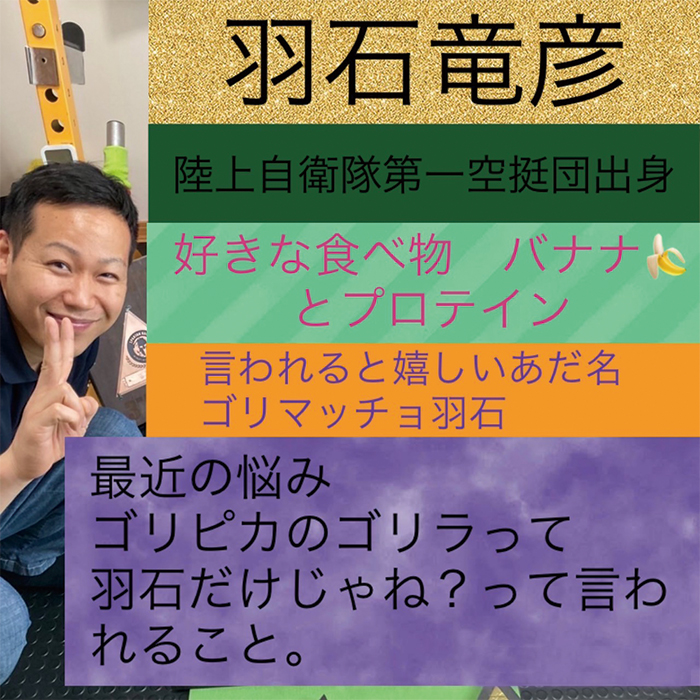 羽石竜彦
陸上自衛隊第一空挺団出身
好きな食べ物　バナナ🍌
とプロテイン
言われると嬉しいあだ名
ゴリマッチョ羽石
最近の悩み
ゴリピカのゴリラって
羽石だけじゃね？って言わ
れること。